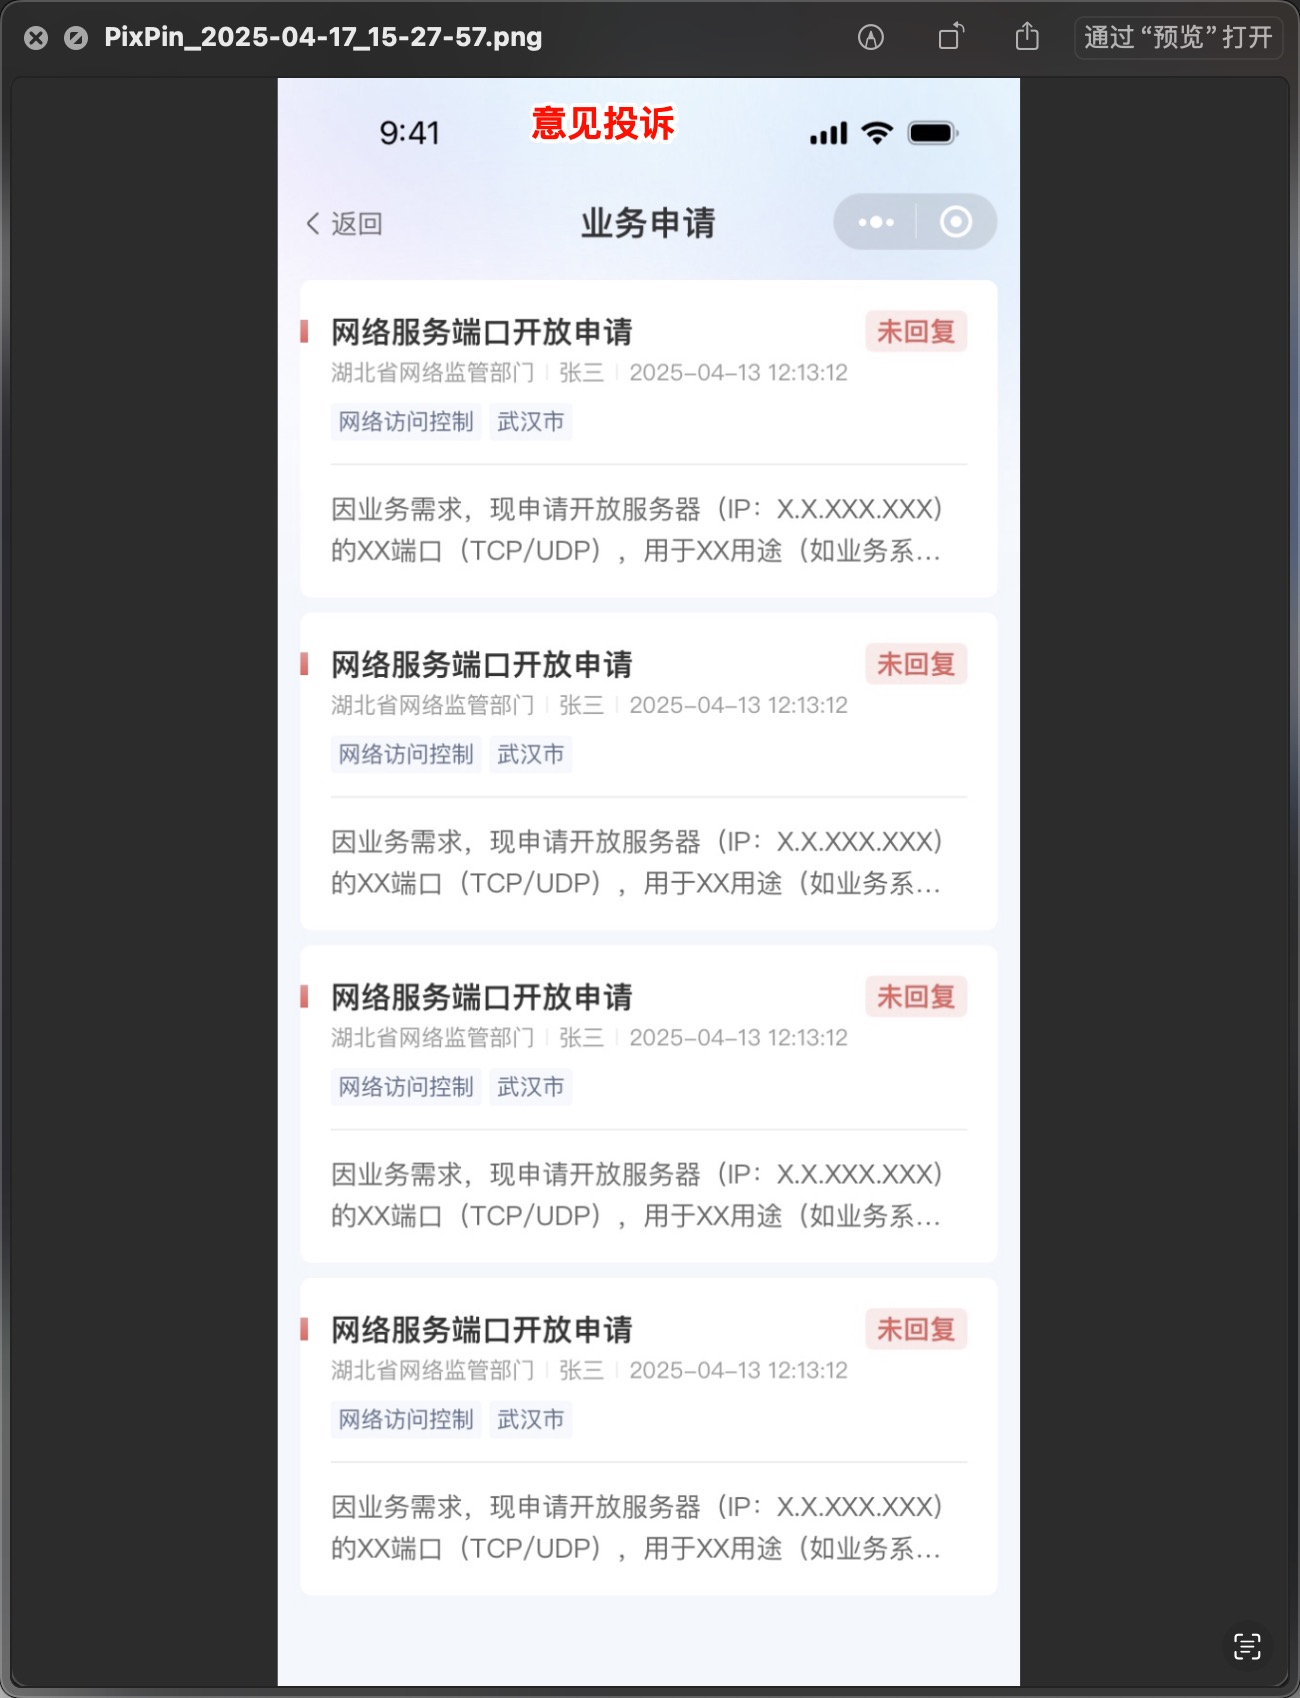 PixPin_2025-04-17_15-27-57.png
通过“预览”打开
9:41
意见投诉
返回
业务申请
网络服务端口开放申请
未回复
湖北省网络监管部门 张三 2025-04-13 12:13:12
网络访问控制 武汉市
因业务需求，现申请开放服务器（IP：X.X.XXX.XXX）
的XX端口（TCP/UDP），用于XX用途（如业务系...
网络服务端口开放申请
未回复
湖北省网络监管部门 张三 2025-04-13 12:13:12
网络访问控制 武汉市
因业务需求，现申请开放服务器（IP：X.X.XXX.XXX）
的XX端口（TCP/UDP），用于XX用途（如业务系...
网络服务端口开放申请
未回复
湖北省网络监管部门 张三 2025-04-13 12:13:12
网络访问控制 武汉市
因业务需求，现申请开放服务器（IP：X.X.XXX.XXX）
的XX端口（TCP/UDP），用于XX用途（如业务系...
网络服务端口开放申请
未回复
湖北省网络监管部门 张三 2025-04-13 12:13:12
网络访问控制 武汉市
因业务需求，现申请开放服务器（IP：X.X.XXX.XXX）
的XX端口（TCP/UDP），用于XX用途（如业务系...